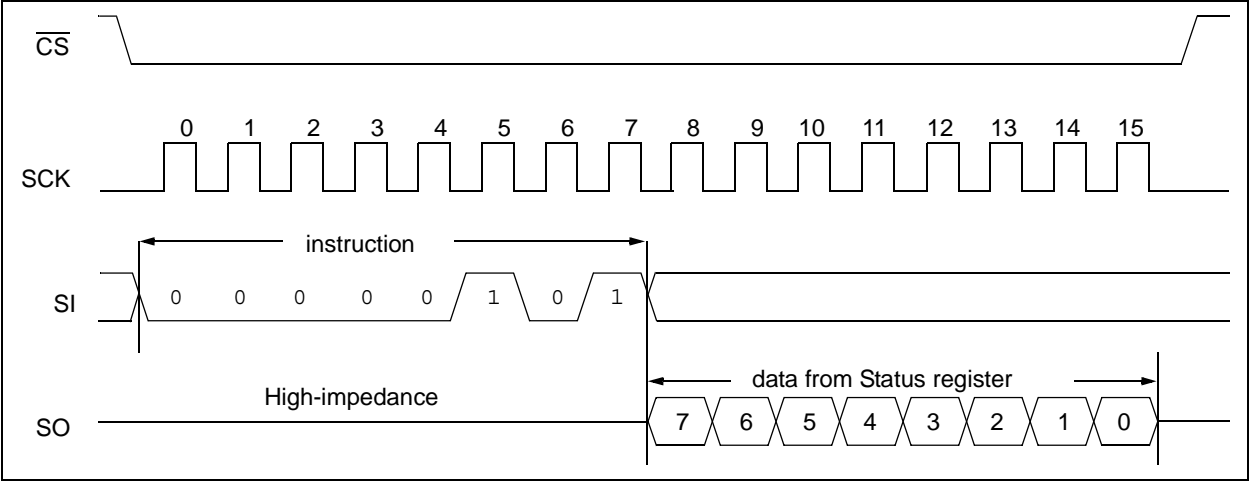 CS
0 1 2 3 4 5 6 7 8 9 10 11 12 13 14 15
SCK
instruction
SI 0 0 0 0 0 1 0 1
data from Status register
High-impedance
SO 7 6 5 4 3 2 1 0